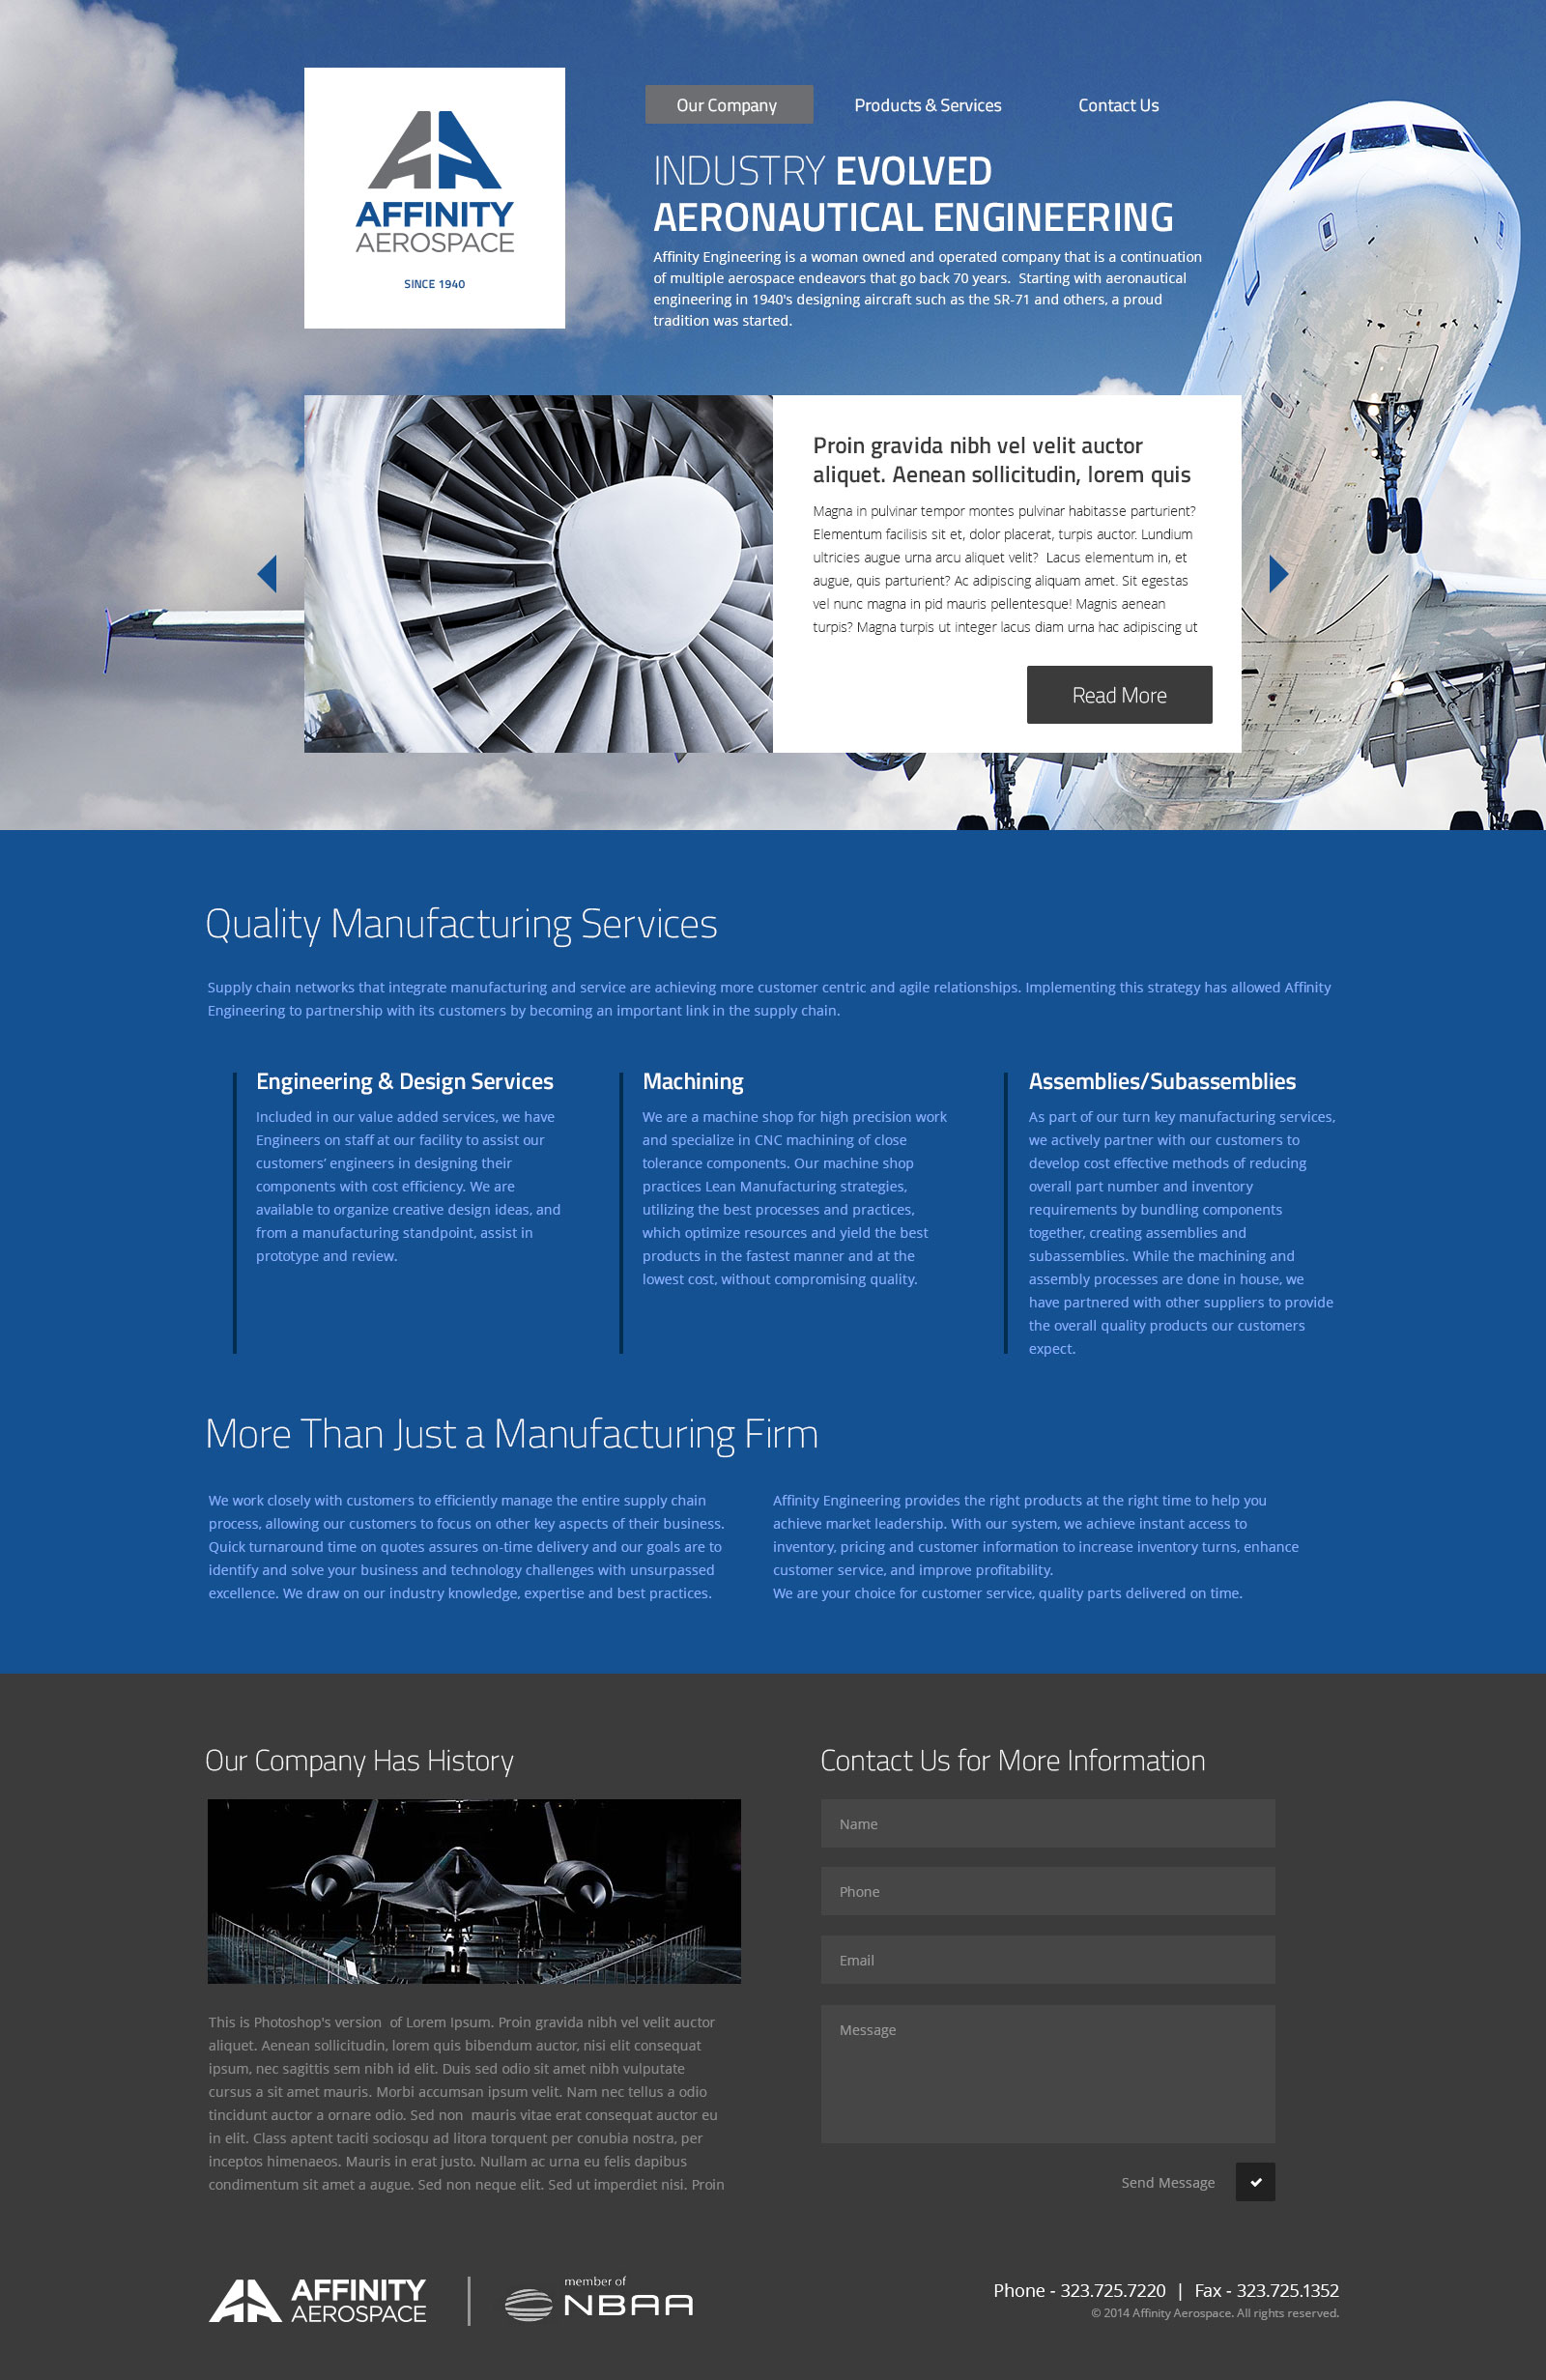 AFFINITY
AEROSPACE
SINCE 1940
Our Company Products & Services Contact Us
INDUSTRY EVOLVED
AERONAUTICAL ENGINEERING
Affinity Engineering is a woman owned and operated company that is a continuation
of multiple aerospace endeavors that go back 70 years.  Starting with aeronautical
engineering in 1940's designing aircraft such as the SR-71 and others, a proud
tradition was started.
Proin gravida nibh vel velit auctor
aliquet. Aenean sollicitudin, lorem quis
Magna in pulvinar tempor montes pulvinar habitasse parturient?
Elementum facilisis sit et, dolor placerat, turpis auctor. Lundium
ultricies augue urna arcu aliquet velit?  Lacus elementum in, et
augue, quis parturient? Ac adipiscing aliquam amet. Sit egestas
vel nunc magna in pid mauris pellentesque! Magnis aenean
turpis? Magna turpis ut integer lacus diam urna hac adipiscing ut
Read More
Quality Manufacturing Services
Supply chain networks that integrate manufacturing and service are achieving more customer centric and agile relationships. Implementing this strategy has allowed Affinity
Engineering to partnership with its customers by becoming an important link in the supply chain.
Engineering & Design Services
Included in our value added services, we have
Engineers on staff at our facility to assist our
customers’ engineers in designing their
components with cost efficiency. We are
available to organize creative design ideas, and
from a manufacturing standpoint, assist in
prototype and review.
Machining
We are a machine shop for high precision work
and specialize in CNC machining of close
tolerance components. Our machine shop
practices Lean Manufacturing strategies,
utilizing the best processes and practices,
which optimize resources and yield the best
products in the fastest manner and at the
lowest cost, without compromising quality.
Assemblies/Subassemblies
As part of our turn key manufacturing services,
we actively partner with our customers to
develop cost effective methods of reducing
overall part number and inventory
requirements by bundling components
together, creating assemblies and
subassemblies. While the machining and
assembly processes are done in house, we
have partnered with other suppliers to provide
the overall quality products our customers
expect.
More Than Just a Manufacturing Firm
We work closely with customers to efficiently manage the entire supply chain
process, allowing our customers to focus on other key aspects of their business.
Quick turnaround time on quotes assures on-time delivery and our goals are to
identify and solve your business and technology challenges with unsurpassed
excellence. We draw on our industry knowledge, expertise and best practices.
Affinity Engineering provides the right products at the right time to help you
achieve market leadership. With our system, we achieve instant access to
inventory, pricing and customer information to increase inventory turns, enhance
customer service, and improve profitability.
We are your choice for customer service, quality parts delivered on time.
Our Company Has History
This is Photoshop's version  of Lorem Ipsum. Proin gravida nibh vel velit auctor
aliquet. Aenean sollicitudin, lorem quis bibendum auctor, nisi elit consequat
ipsum, nec sagittis sem nibh id elit. Duis sed odio sit amet nibh vulputate
cursus a sit amet mauris. Morbi accumsan ipsum velit. Nam nec tellus a odio
tincidunt auctor a ornare odio. Sed non  mauris vitae erat consequat auctor eu
in elit. Class aptent taciti sociosqu ad litora torquent per conubia nostra, per
inceptos himenaeos. Mauris in erat justo. Nullam ac urna eu felis dapibus
condimentum sit amet a augue. Sed non neque elit. Sed ut imperdiet nisi. Proin
Contact Us for More Information
Name
Phone
Email
Message
Send Message
AFFINITY
AEROSPACE
member of
NBAA
Phone - 323.725.7220  |  Fax - 323.725.1352
© 2014 Affinity Aerospace. All rights reserved.